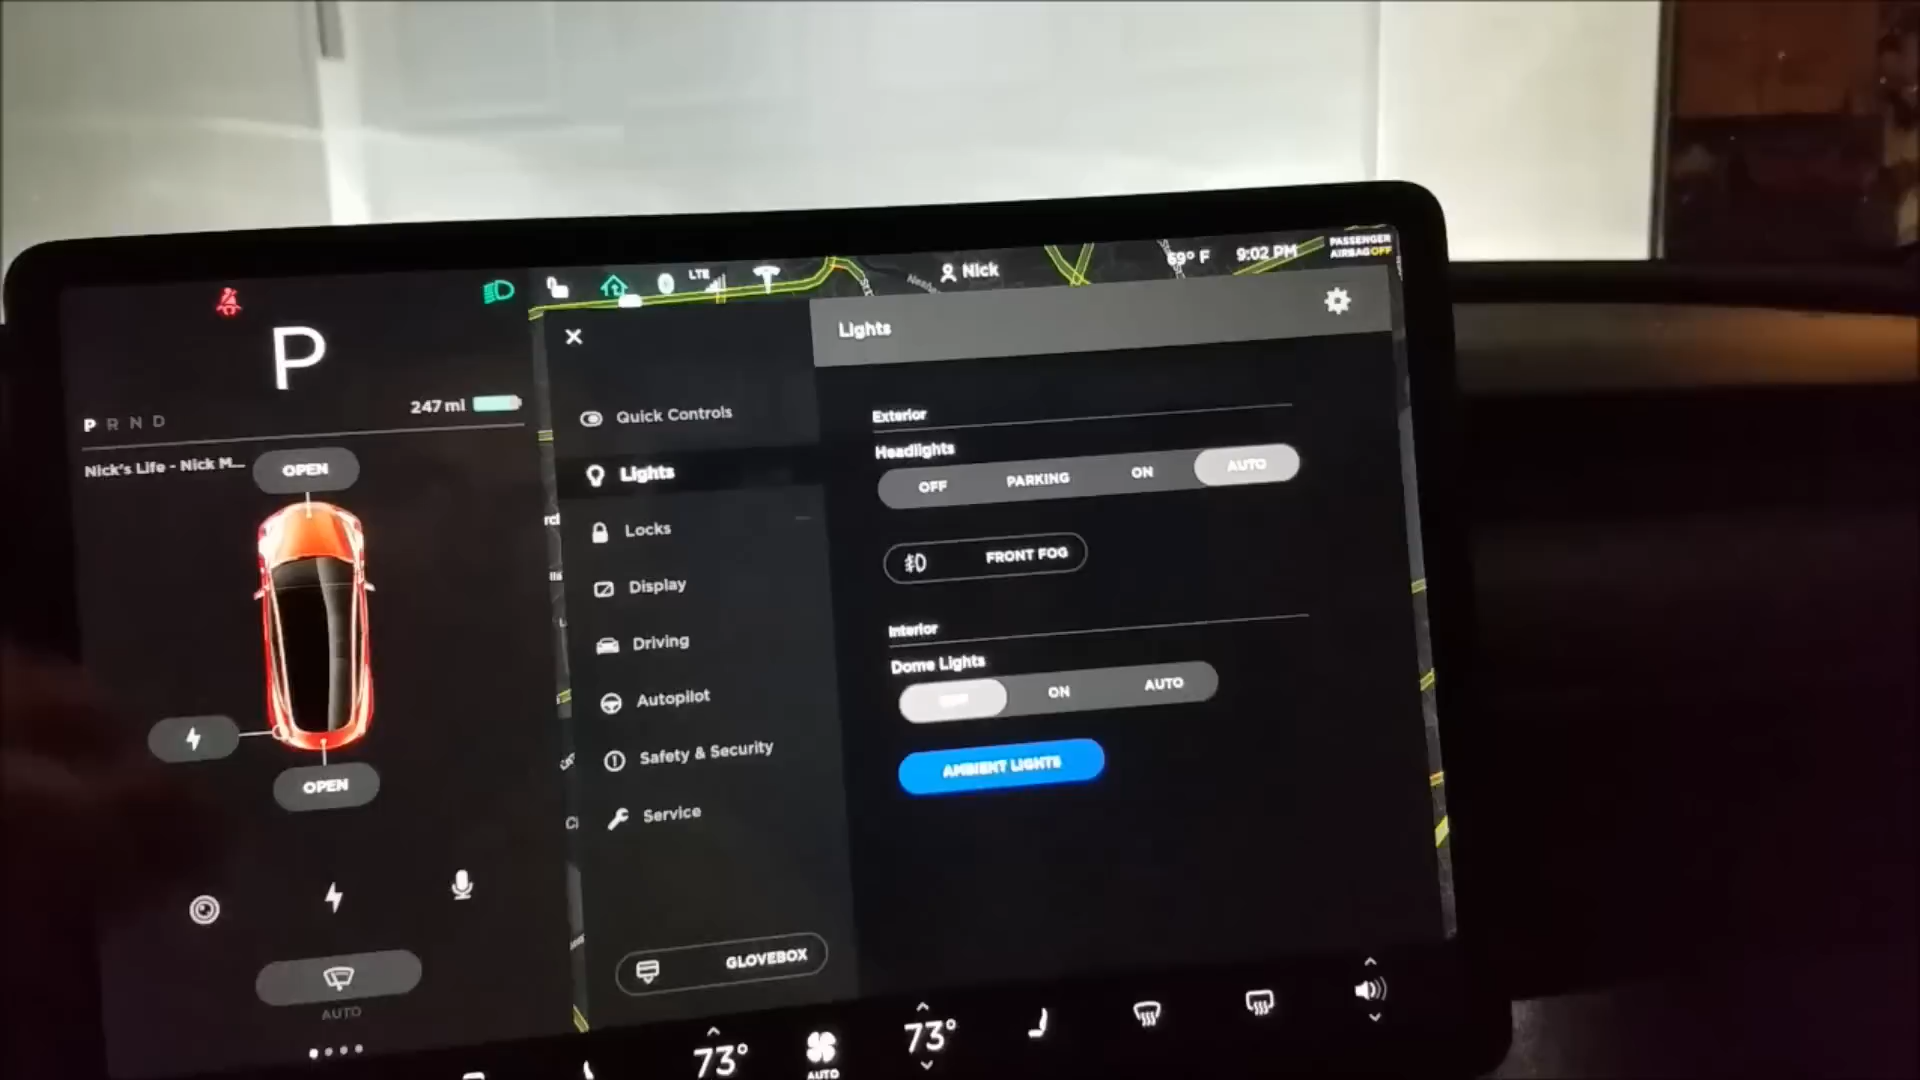 P
P R N D
247 mi
Nick's Life - Nick M...
OPEN
OPEN
AUTO
LTE
Nick
69° F
9:02 PM
PASSENGER
AIRBAG OFF
Quick Controls
Lights
Locks
Display
Driving
Autopilot
Safety & Security
Service
GLOVEBOX
Lights
Exterior
Headlights
OFF
PARKING
ON
AUTO
FRONT FOG
Interior
Dome Lights
ON
AUTO
AMBIENT LIGHTS
73°
AUTO
73°